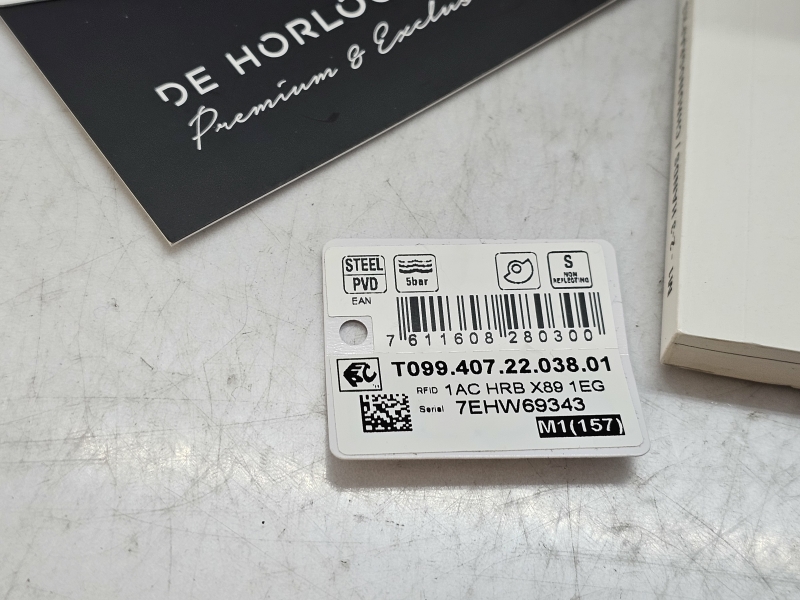 DE HORLO
Premium & Exclus
STEEL
PVD
5bar
S
NON
REFLECTING
EAN
7 611608 280300
T099.407.22.038.01
RFID 1AC HRB X89 1EG
Serial 7EHW69343
M1(157)